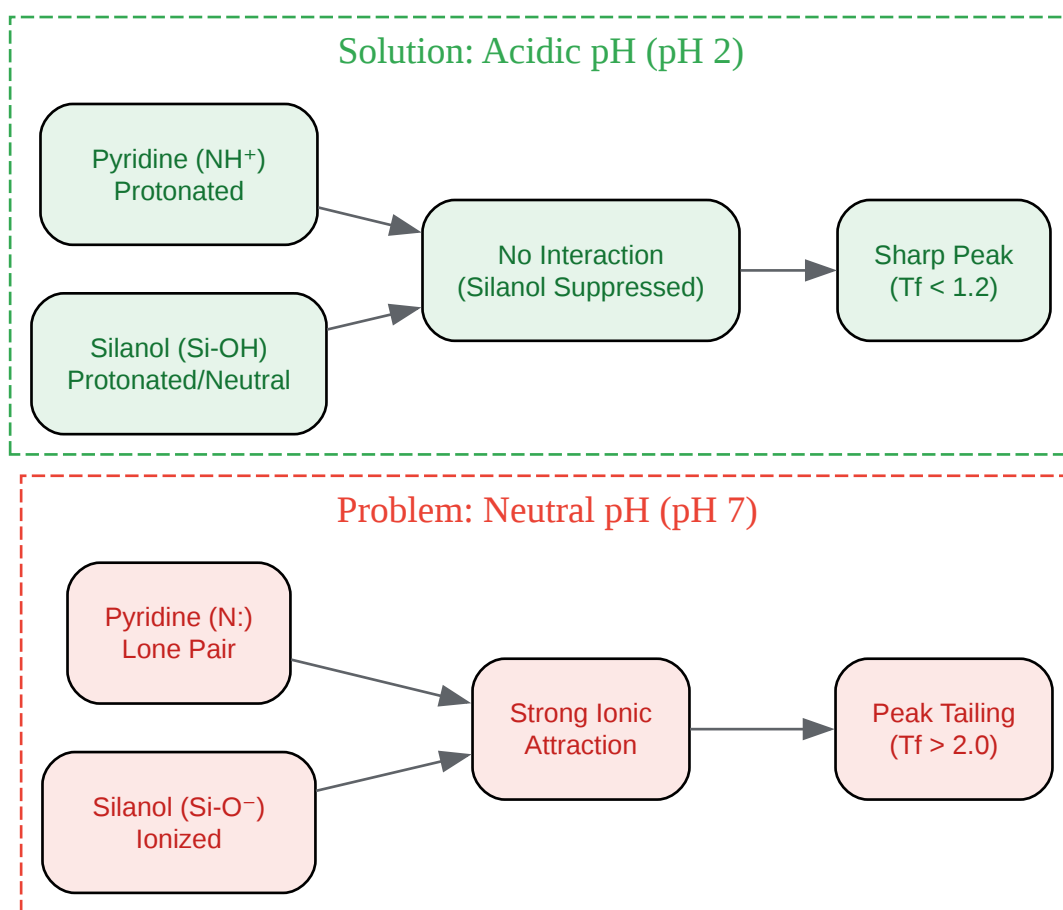 Solution: Acidic pH (pH 2)
Pyridine (NH⁺)
Protonated
Silanol (Si-OH)
Protonated/Neutral
No Interaction
(Silanol Suppressed)
Sharp Peak
(Tf < 1.2)
Problem: Neutral pH (pH 7)
Pyridine (N:)
Lone Pair
Silanol (Si-O⁻)
Ionized
Strong Ionic
Attraction
Peak Tailing
(Tf > 2.0)